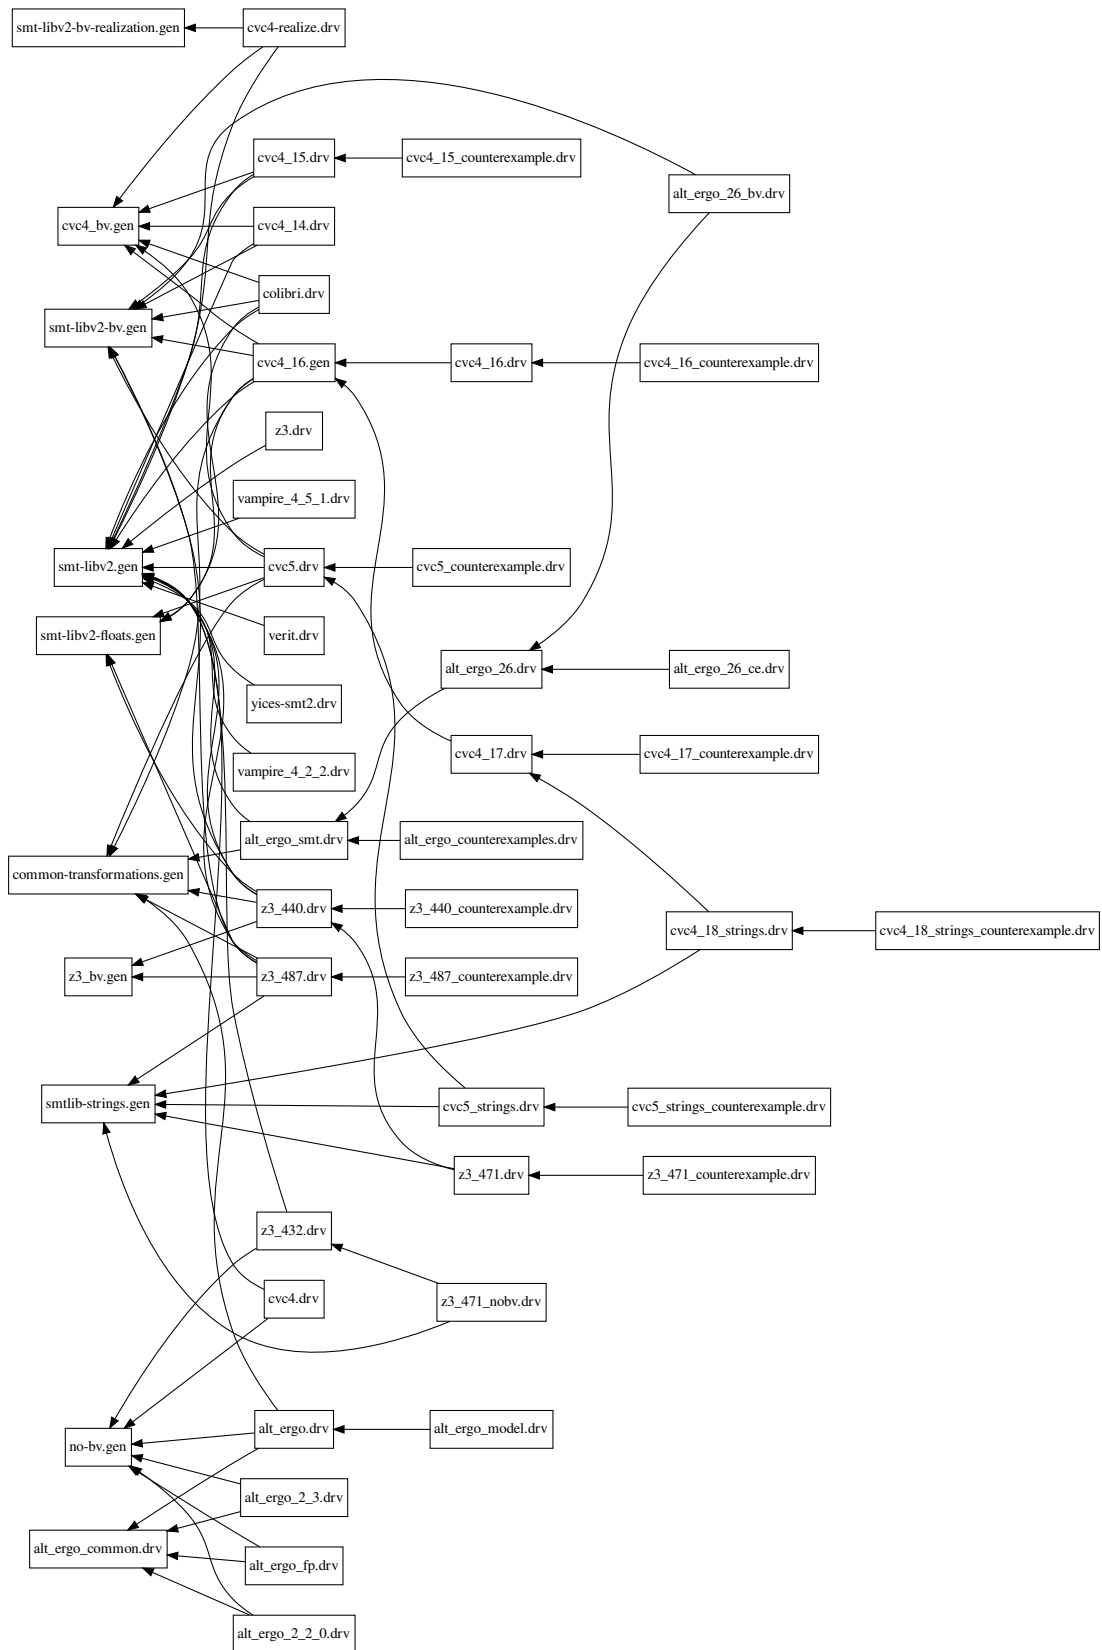 smt-libv2-bv-realization.gen
cvc4-realize.drv
cvc4_15.drv
cvc4_15_counterexample.drv
alt_ergo_26_bv.drv
cvc4_bv.gen
cvc4_14.drv
colibri.drv
smt-libv2-bv.gen
cvc4_16.gen
cvc4_16.drv
cvc4_16_counterexample.drv
z3.drv
vampire_4_5_1.drv
smt-libv2.gen
cvc5.drv
cvc5_counterexample.drv
smt-libv2-floats.gen
verit.drv
alt_ergo_26.drv
alt_ergo_26_ce.drv
yices-smt2.drv
cvc4_17.drv
cvc4_17_counterexample.drv
vampire_4_2_2.drv
alt_ergo_smt.drv
alt_ergo_counterexamples.drv
common-transformations.gen
z3_440.drv
z3_440_counterexample.drv
cvc4_18_strings.drv
cvc4_18_strings_counterexample.drv
z3_bv.gen
z3_487.drv
z3_487_counterexample.drv
smtlib-strings.gen
cvc5_strings.drv
cvc5_strings_counterexample.drv
z3_471.drv
z3_471_counterexample.drv
z3_432.drv
cvc4.drv
z3_471_nobv.drv
alt_ergo.drv
alt_ergo_model.drv
no-bv.gen
alt_ergo_2_3.drv
alt_ergo_common.drv
alt_ergo_fp.drv
alt_ergo_2_2_0.drv